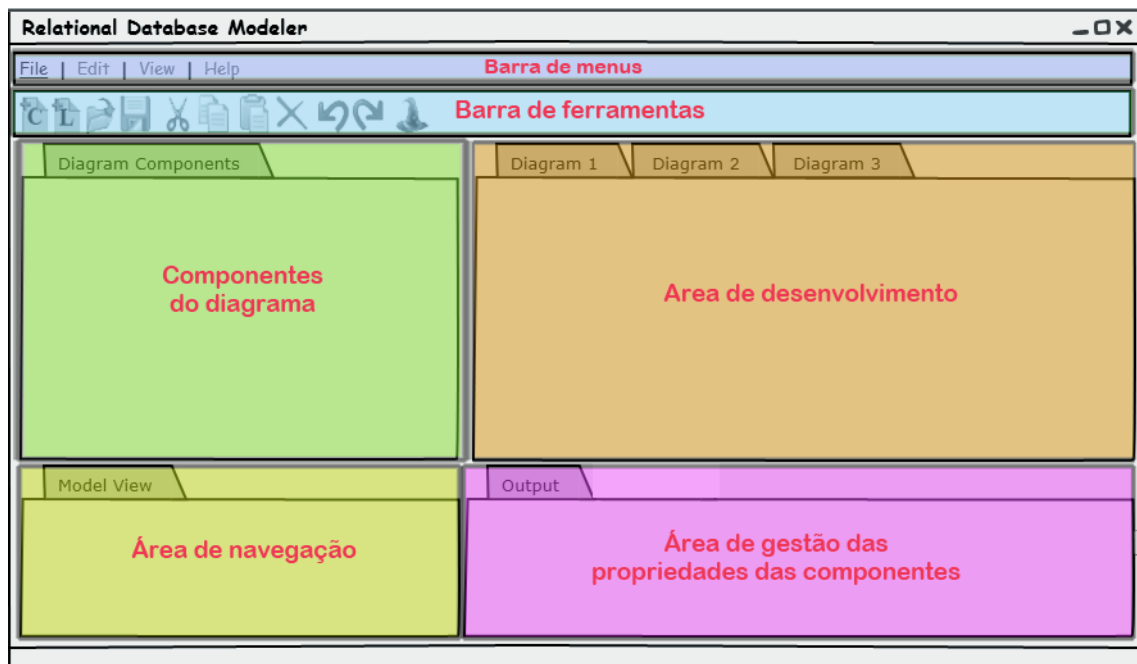 Relational Database Modeler
File | Edit | View | Help
Barra de menus
C L
Barra de ferramentas
Diagram Components
Diagram 1 Diagram 2 Diagram 3
Componentes
do diagrama
Area de desenvolvimento
Model View
Output
Área de navegação
Área de gestão das
propriedades das componentes